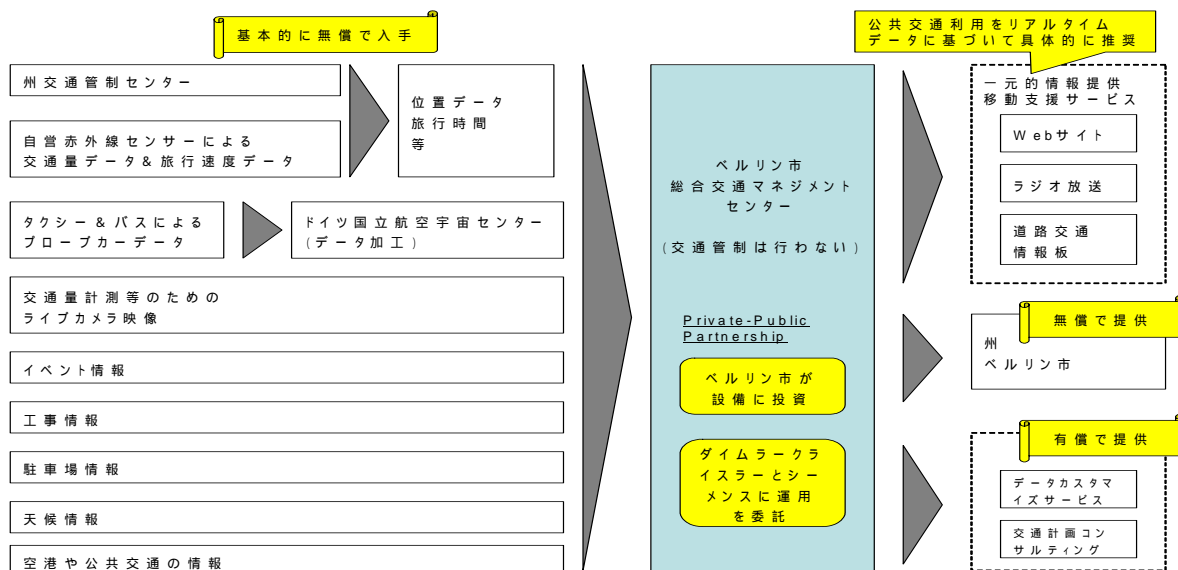 基本的に無償で入手
州交通管制センター
自営赤外線センサーによる
交通量データ&旅行速度データ
位置データ
旅行時間
等
タクシー&バスによる
プローブカーデータ
ドイツ国立航空宇宙センター
(データ加工)
交通量計測等のための
ライブカメラ映像
イベント情報
工事情報
駐車場情報
天候情報
空港や公共交通の情報
ベルリン市
総合交通マネジメント
センター
(交通管制は行わない)
Private-Public
Partnership
ベルリン市が
設備に投資
ダイムラークラ
イスラーとシー
メンスに運用
を委託
公共交通利用をリアルタイム
データに基づいて具体的に推奨
一元的情報提供
移動支援サービス
Webサイト
ラジオ放送
道路交通
情報板
無償で提供
州
ベルリン市
有償で提供
データカスタマ
イズサービス
交通計画コン
サルティング